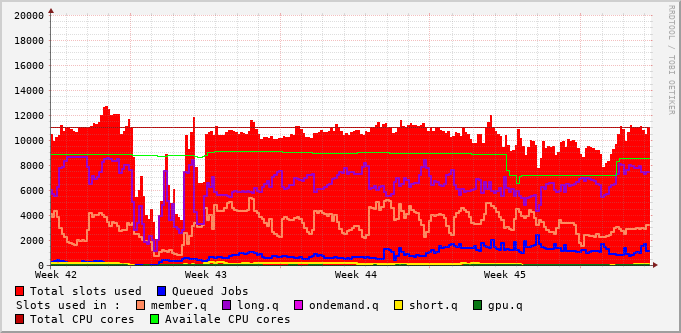 20000
18000
16000
14000
12000
10000
8000
6000
4000
2000
0
Week 42 Week 43 Week 44 Week 45
Total slots used Queued Jobs
Slots used in : member.q long.q ondemand.q short.q gpu.q
Total CPU cores Availale CPU cores
RRDTOOL / TOBI OETIKER